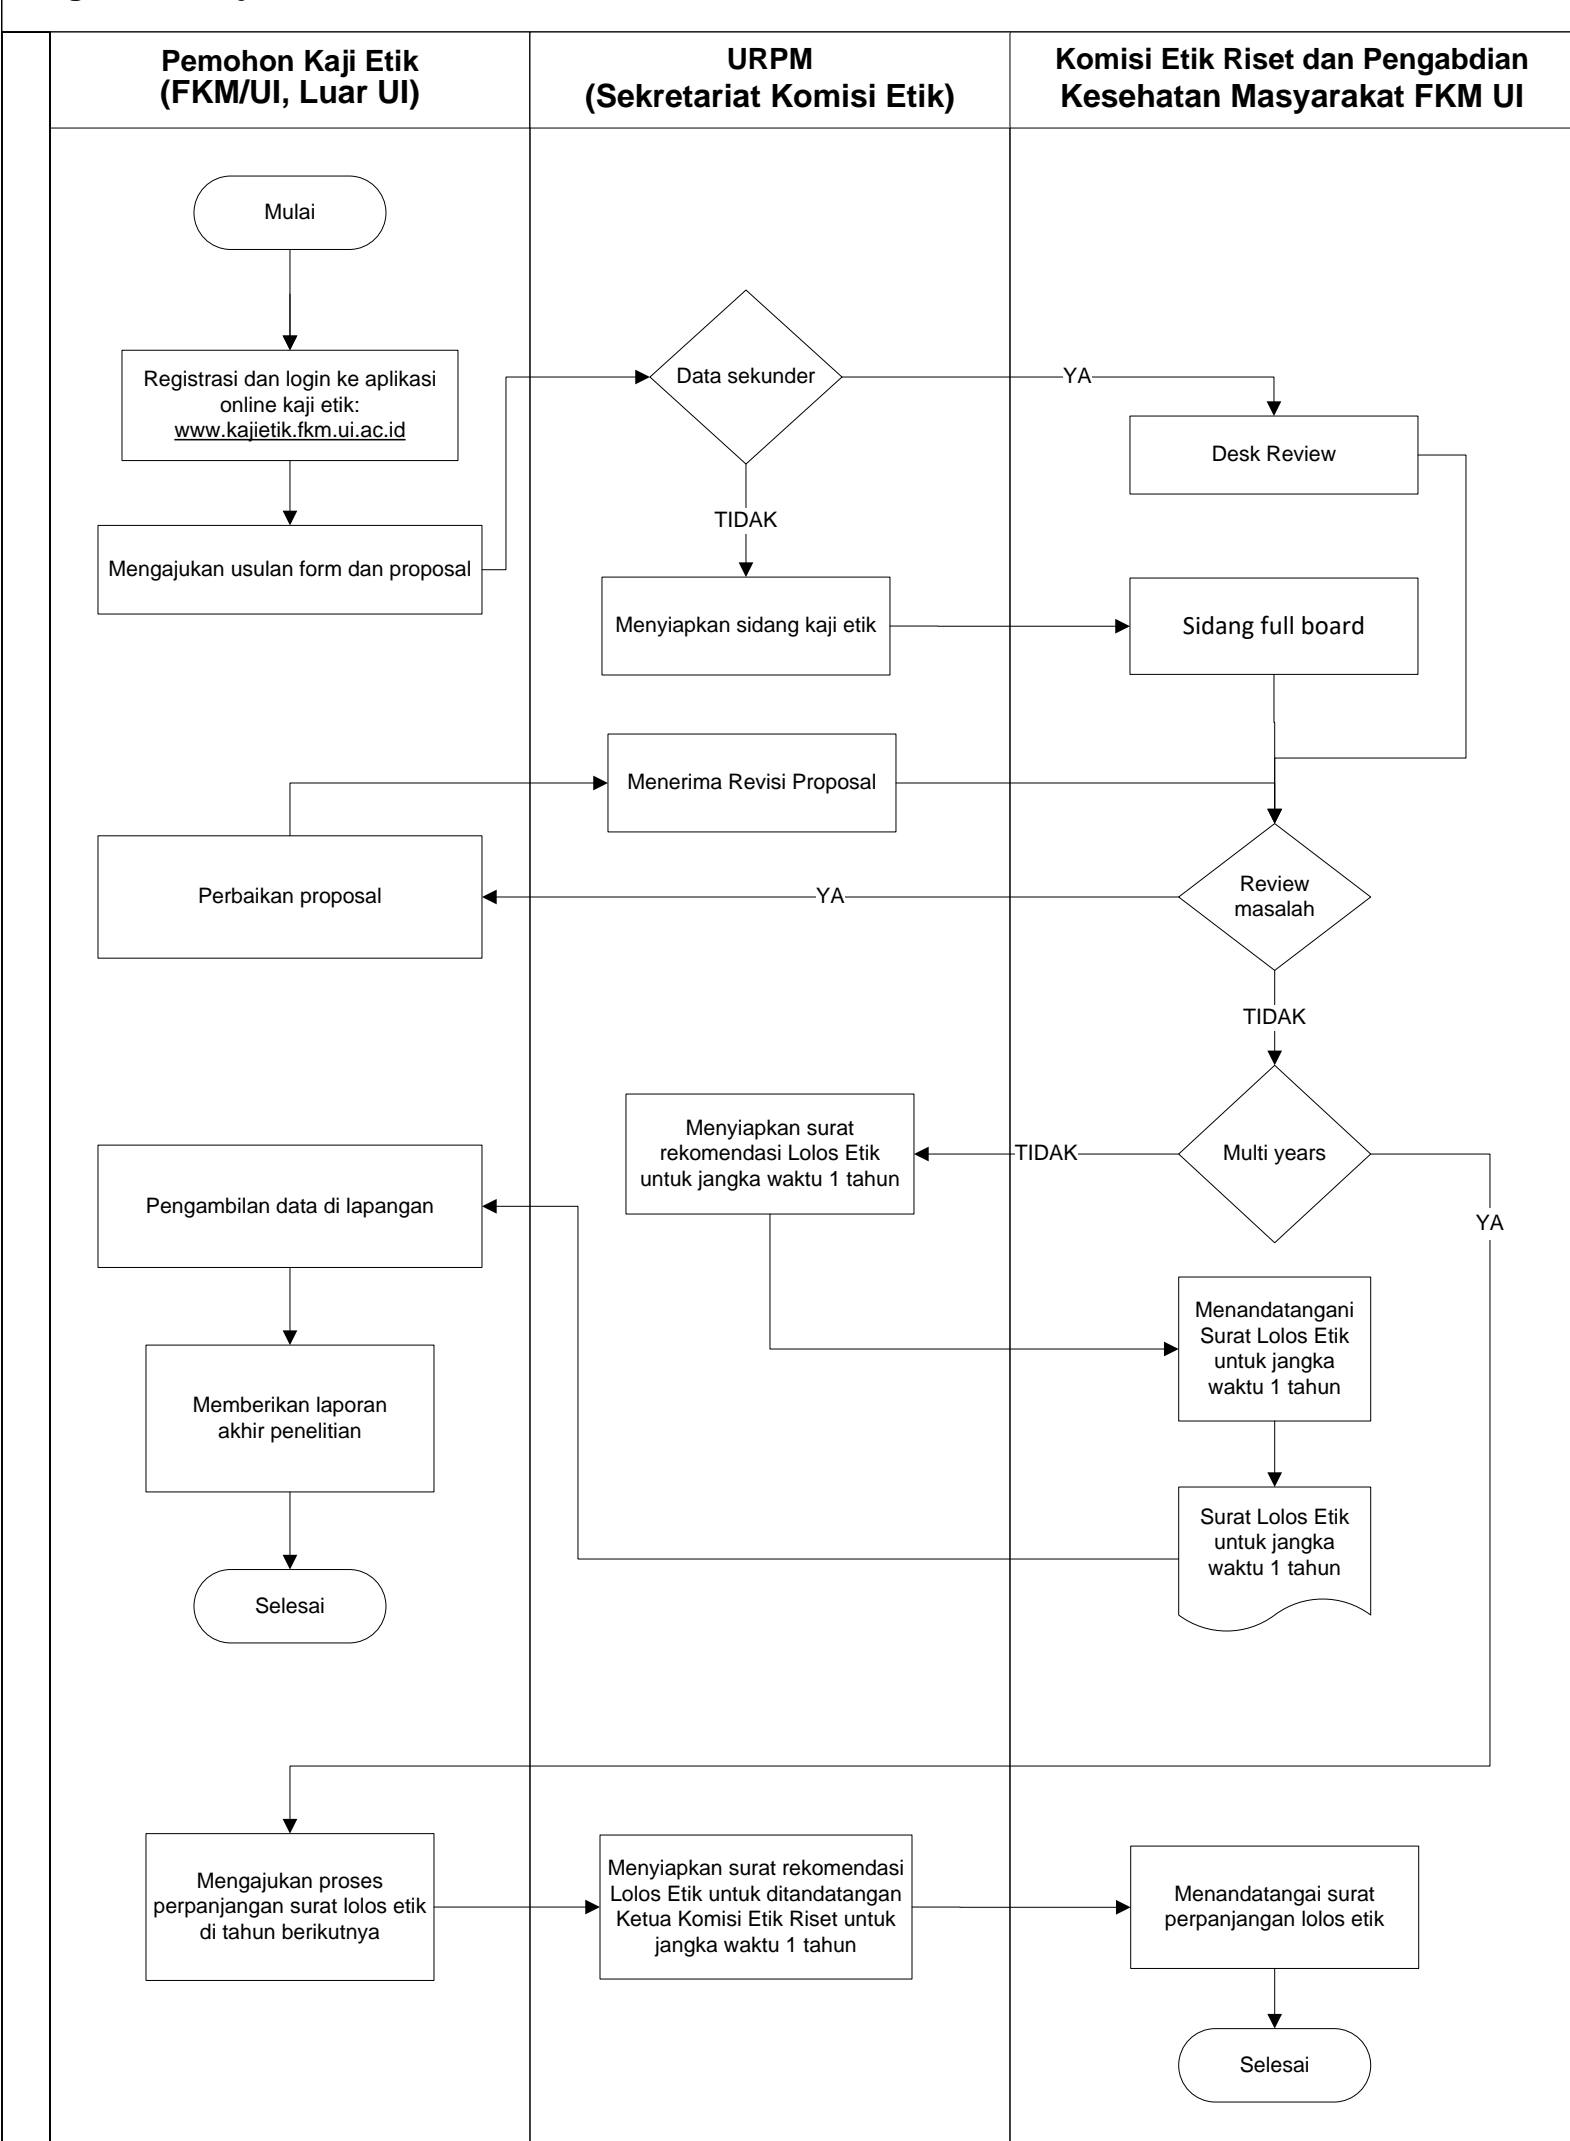 Pemohon Kaji Etik
(FKM/UI, Luar UI)
URPM
(Sekretariat Komisi Etik)
Komisi Etik Riset dan Pengabdian
Kesehatan Masyarakat FKM UI
Mulai
Registrasi dan login ke aplikasi
online kaji etik:
www.kajietik.fkm.ui.ac.id
Mengajukan usulan form dan proposal
Data sekunder
YA
Desk Review
TIDAK
Menyiapkan sidang kaji etik
Sidang full board
Menerima Revisi Proposal
Perbaikan proposal
YA
Review
masalah
TIDAK
Multi years
TIDAK
Menyiapkan surat
rekomendasi Lolos Etik
untuk jangka waktu 1 tahun
YA
Pengambilan data di lapangan
Menandatangani
Surat Lolos Etik
untuk jangka
waktu 1 tahun
Memberikan laporan
akhir penelitian
Surat Lolos Etik
untuk jangka
waktu 1 tahun
Selesai
Mengajukan proses
perpanjangan surat lolos etik
di tahun berikutnya
Menyiapkan surat rekomendasi
Lolos Etik untuk ditandatangan
Ketua Komisi Etik Riset untuk
jangka waktu 1 tahun
Menandatangai surat
perpanjangan lolos etik
Selesai